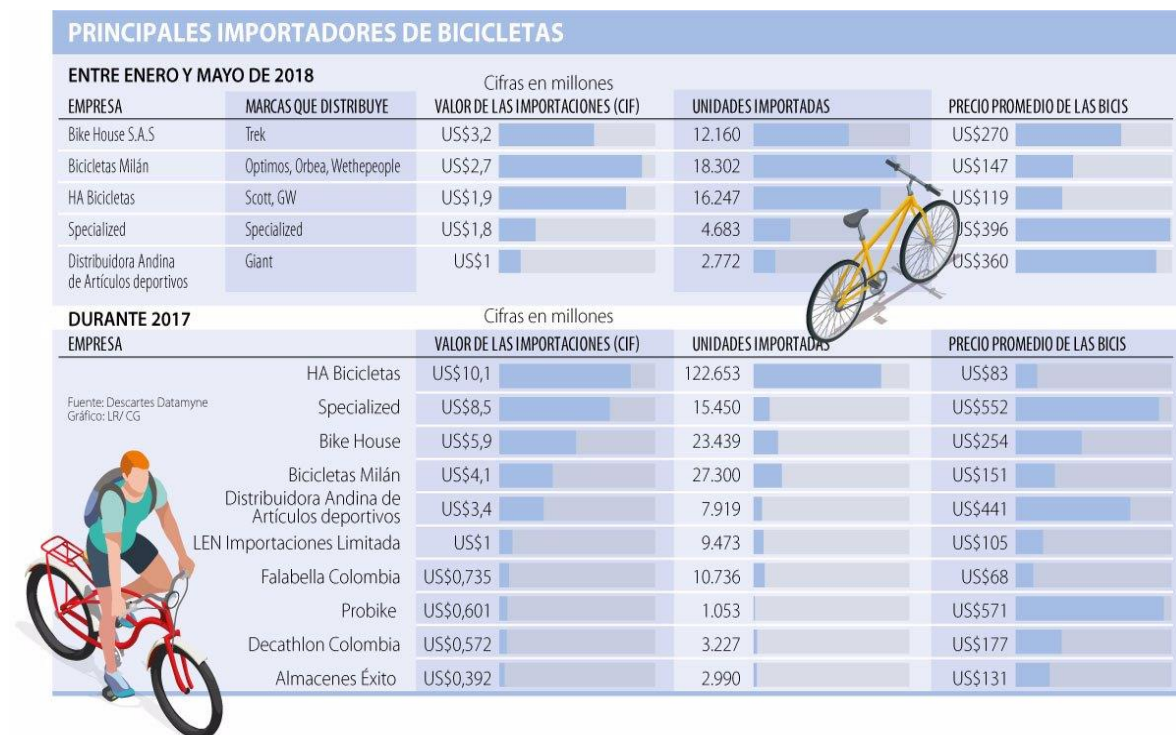 PRINCIPALES IMPORTADORES DE BICICLETAS
ENTRE ENERO Y MAYO DE 2018
Cifras en millones
EMPRESA MARCAS QUE DISTRIBUYE VALOR DE LAS IMPORTACIONES (CIF) UNIDADES IMPORTADAS PRECIO PROMEDIO DE LAS BICIS
Bike House S.A.S Trek US$3,2 12.160 US$270
Bicicletas Milán Optimos, Orbea, Wethepeople US$2,7 18.302 US$147
HA Bicicletas Scott, GW US$1,9 16.247 US$119
Specialized Specialized US$1,8 4.683 US$396
Distribuidora Andina
de Artículos deportivos Giant US$1 2.772 US$360
DURANTE 2017
Cifras en millones
EMPRESA VALOR DE LAS IMPORTACIONES (CIF) UNIDADES IMPORTADAS PRECIO PROMEDIO DE LAS BICIS
HA Bicicletas US$10,1 122.653 US$83
Fuente: Descartes Datamyne
Gráfico: LR/ CG
Specialized US$8,5 15.450 US$552
Bike House US$5,9 23.439 US$254
Bicicletas Milán US$4,1 27.300 US$151
Distribuidora Andina de
Artículos deportivos US$3,4 7.919 US$441
LEN Importaciones Limitada US$1 9.473 US$105
Falabella Colombia US$0,735 10.736 US$68
Probike US$0,601 1.053 US$571
Decathlon Colombia US$0,572 3.227 US$177
Almacenes Éxito US$0,392 2.990 US$131